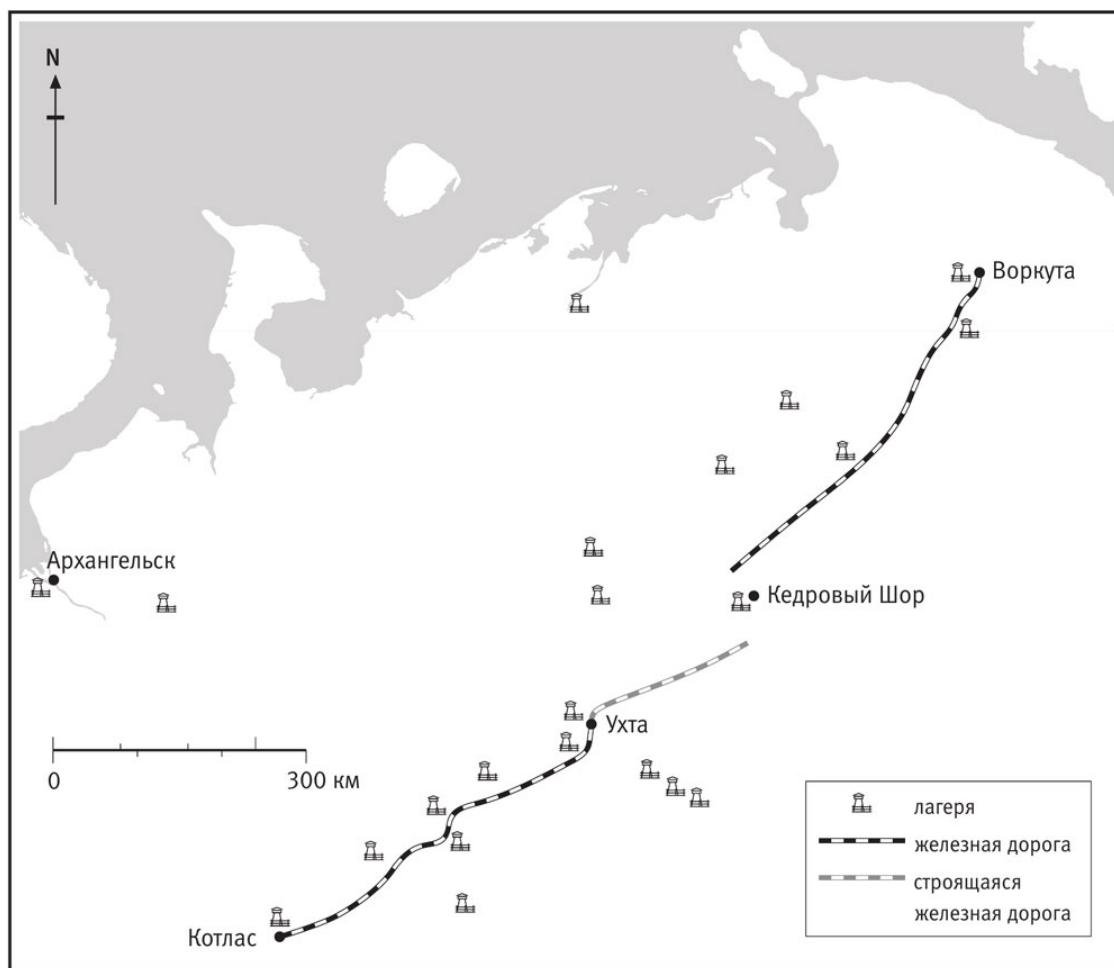 N
Воркута
Архангельск
Кедровый Шор
Ухта
0
300 км
Котлас
лагеря
железная дорога
строящаяся
железная дорога